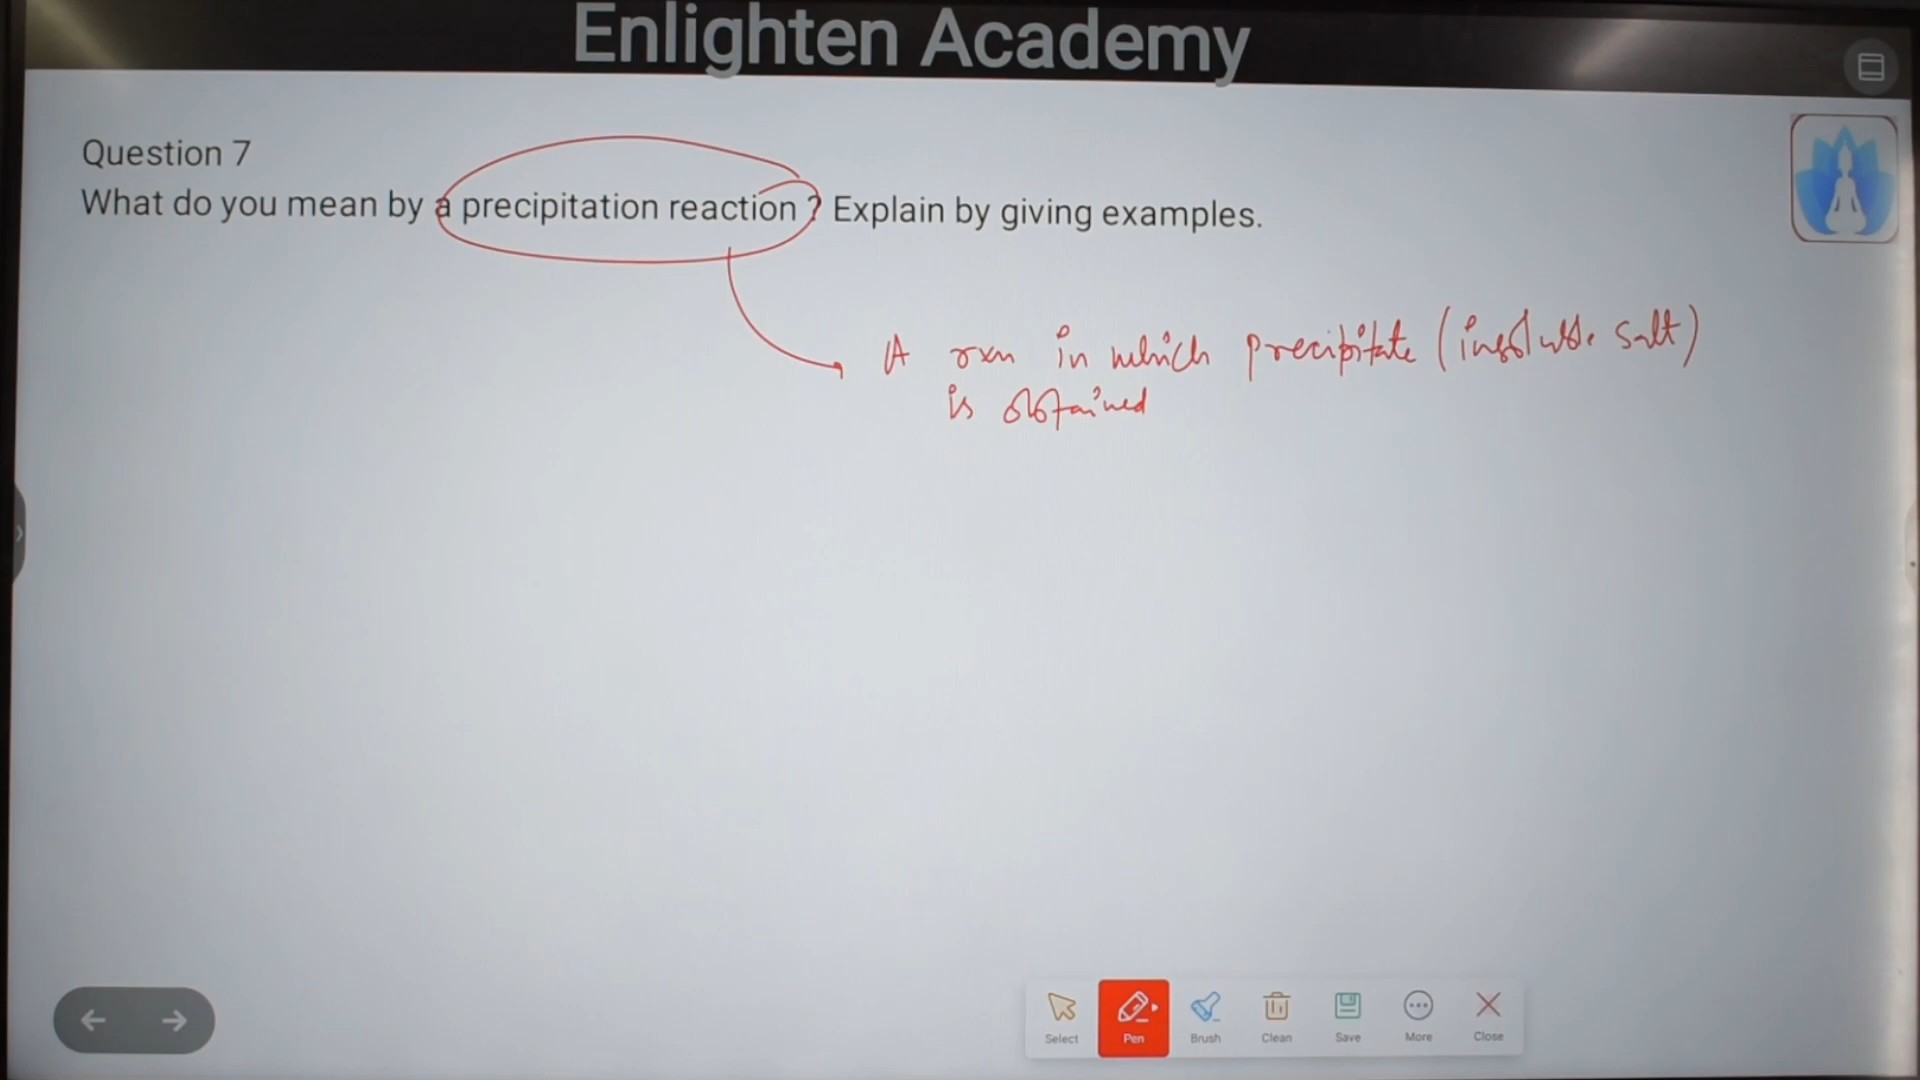 Enlighten Academy
Question 7
What do you mean by a precipitation reaction ? Explain by giving examples.
A rxn in which precipitate (insoluble salt)
is obtained
Select Pen Brush Clean Save More Close